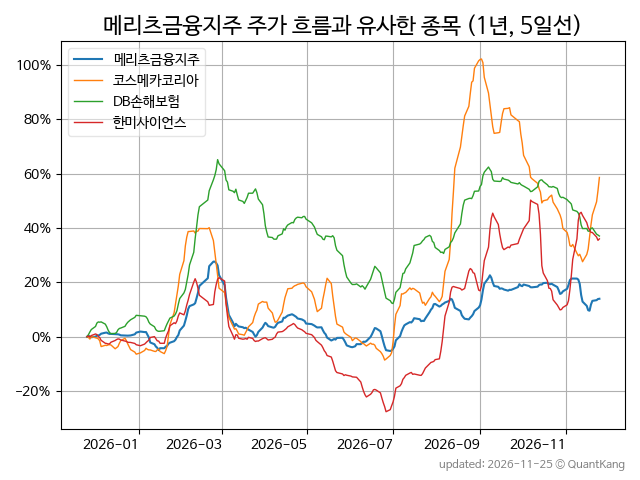 메리츠금융지주 주가 흐름과 유사한 종목 (1년, 5일선)
메리츠금융지주
코스메카코리아
DB손해보험
한미사이언스
100%
80%
60%
40%
20%
0%
−20%
2026-01
2026-03
2026-05
2026-07
2026-09
2026-11
updated: 2026-11-25 © QuantKang